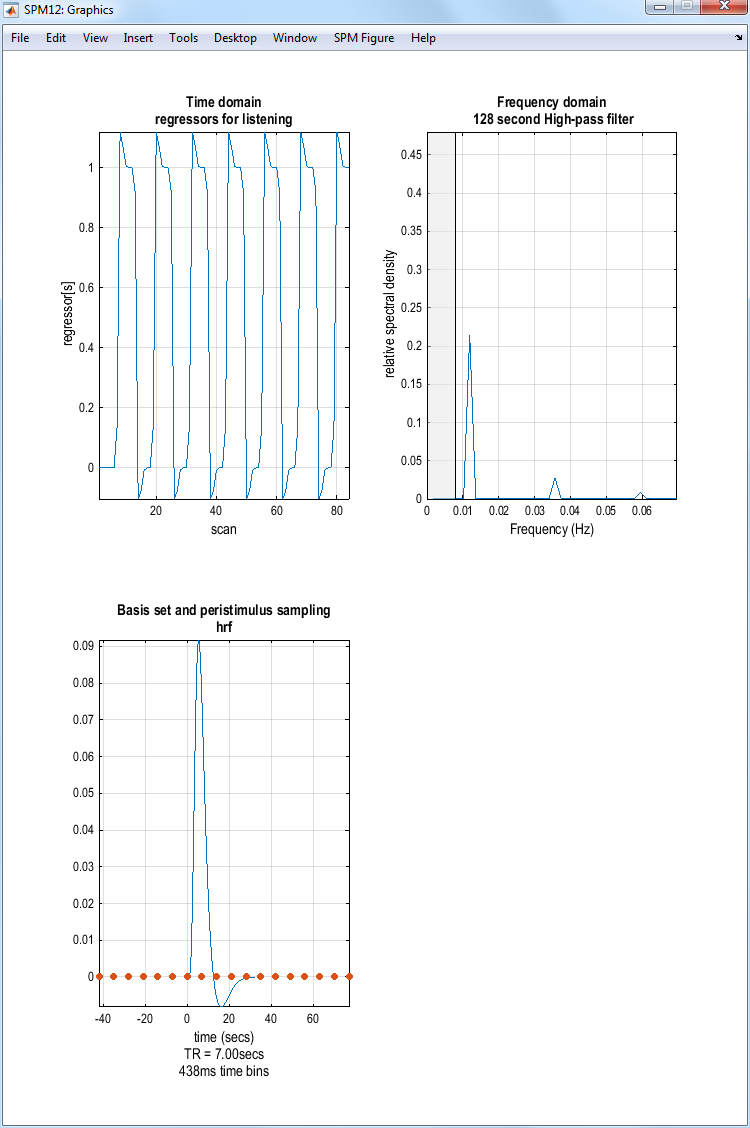 SPM12: Graphics
File Edit View Insert Tools Desktop Window SPM Figure Help
Time domain
regressors for listening
1
0.8
0.6
0.4
0.2
0
regressor[s]
20 40 60 80
scan
Frequency domain
128 second High-pass filter
0.45
0.4
0.35
0.3
0.25
0.2
0.15
0.1
0.05
0
relative spectral density
0 0.01 0.02 0.03 0.04 0.05 0.06
Frequency (Hz)
Basis set and peristimulus sampling
hrf
0.09
0.08
0.07
0.06
0.05
0.04
0.03
0.02
0.01
0
-40 -20 0 20 40 60
time (secs)
TR = 7.00secs
438ms time bins